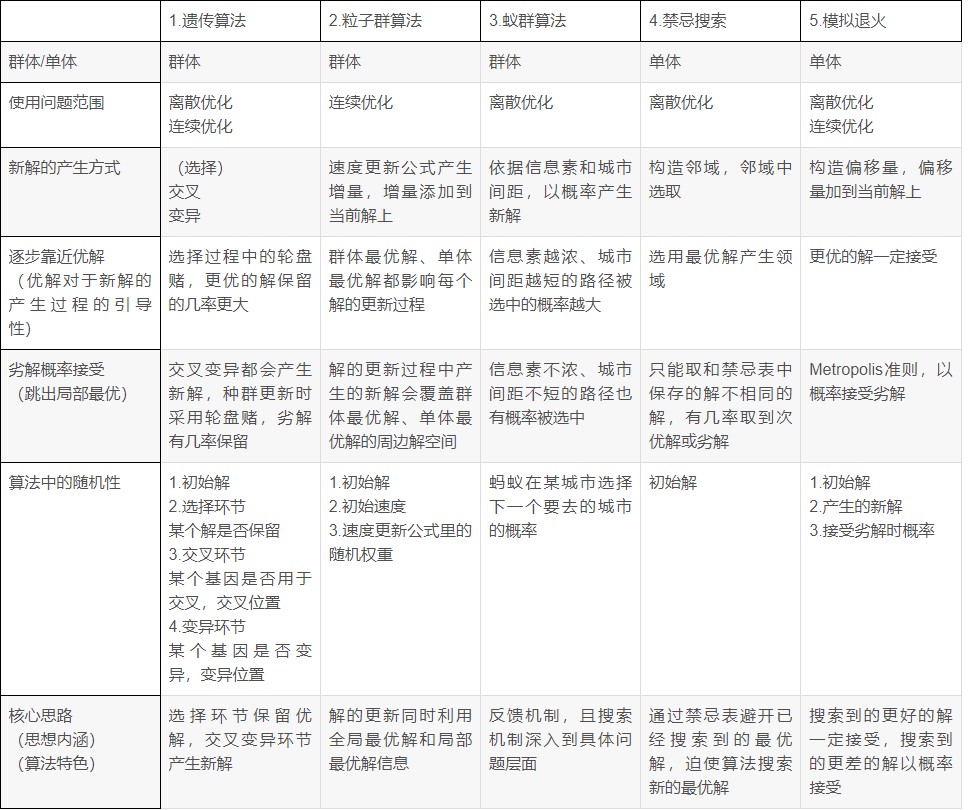 1.遗传算法
2.粒子群算法
3.蚁群算法
4.禁忌搜索
5.模拟退火
群体/单体
群体
群体
群体
单体
单体
使用问题范围
离散优化
连续优化
连续优化
离散优化
离散优化
离散优化
连续优化
新解的产生方式
（选择）
交叉
变异
速度更新公式产生
增量，增量添加到
当前解上
依据信息素和城市
间距，以概率产生
新解
构造邻域，邻域中
选取
构造偏移量，偏移
量加到当前解上
逐步靠近优解
（优解对于新解的
产生过程的引导
性）
选择过程中的轮盘
赌，更优的解保留
的几率更大
群体最优解、单体
最优解都影响每个
解的更新过程
信息素越浓、城市
间距越短的路径被
选中的概率越大
选用最优解产生领
域
更优的解一定接受
劣解概率接受
（跳出局部最优）
交叉变异都会产生
新解，种群更新时
采用轮盘赌，劣解
有几率保留
解的更新过程中产
生的新解会覆盖群
体最优解、单体最
优解的周边解空间
信息素不浓、城市
间距不短的路径也
有概率被选中
只能取和禁忌表中
保存的解不相同的
解，有几率取到次
优解或劣解
Metropolis准则，以
概率接受劣解
算法中的随机性
1.初始解
2.选择环节
某个解是否保留
3.交叉环节
某个基因是否用于
交叉，交叉位置
4.变异环节
某个基因是否变
异，变异位置
1.初始解
2.初始速度
3.速度更新公式里的
随机权重
蚂蚁在某城市选择
下一个要去的城市
的概率
初始解
1.初始解
2.产生的新解
3.接受劣解时概率
核心思路
（思想内涵）
（算法特色）
选择环节保留优
解，交叉变异环节
产生新解
解的更新同时利用
全局最优解和局部
最优解信息
反馈机制，且搜索
机制深入到具体问
题层面
通过禁忌表避开已
经搜索到的最优
解，迫使算法搜索
新的最优解
搜索到的更好的解
一定接受，搜索到
的更差的解以概率
接受